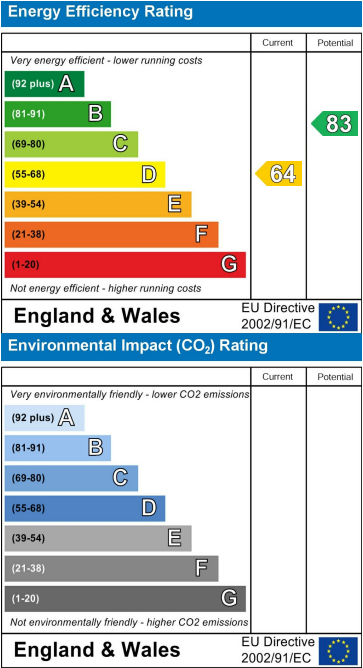 Energy Efficiency Rating
Current Potential
Very energy efficient - lower running costs
(92 plus) A
(81-91) B
83
(69-80) C
(55-68) D
64
(39-54) E
(21-38) F
(1-20) G
Not energy efficient - higher running costs
England & Wales
EU Directive
2002/91/EC
Environmental Impact (CO₂) Rating
Current Potential
Very environmentally friendly - lower CO2 emissions
(92 plus) A
(81-91) B
(69-80) C
(55-68) D
(39-54) E
(21-38) F
(1-20) G
Not environmentally friendly - higher CO2 emissions
England & Wales
EU Directive
2002/91/EC